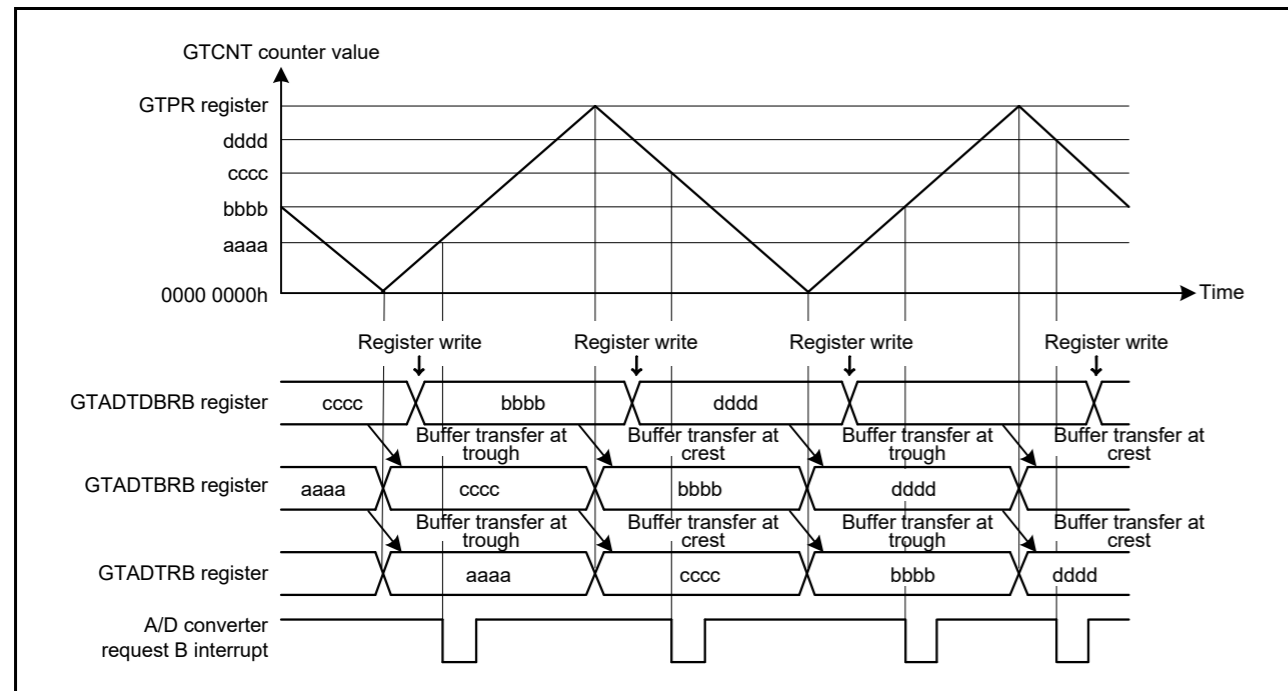 GTCNT counter value
GTPR register
dddd
cccc
bbbb
aaaa
0000 0000h
Time
Register write
Register write
Register write
Register write
GTADTDBRB register
cccc
bbbb
dddd
Buffer transfer at
trough
Buffer transfer at
crest
Buffer transfer at
trough
Buffer transfer at
crest
GTADTBRB register
aaaa
cccc
bbbb
dddd
Buffer transfer at
trough
Buffer transfer at
crest
Buffer transfer at
trough
Buffer transfer at
crest
GTADTRB register
aaaa
cccc
bbbb
dddd
A/D converter
request B interrupt